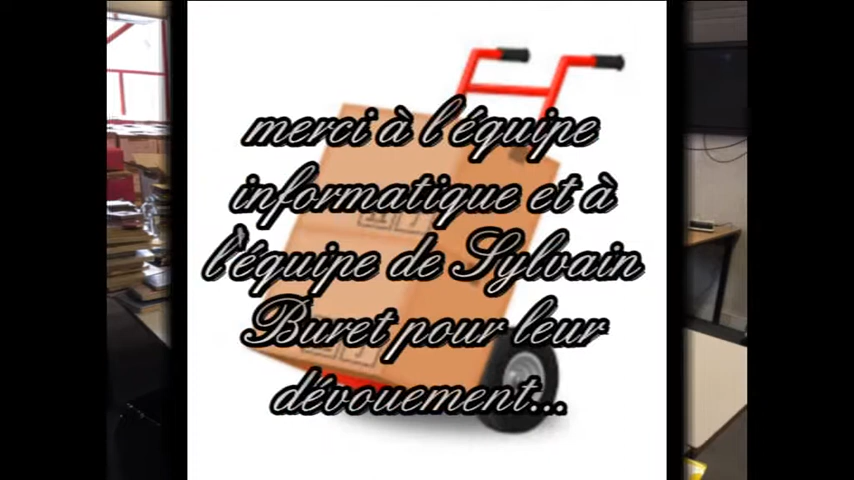 merci à l'équipe
informatique et à
l'équipe de Sylvain
Buret pour leur
dévouement...